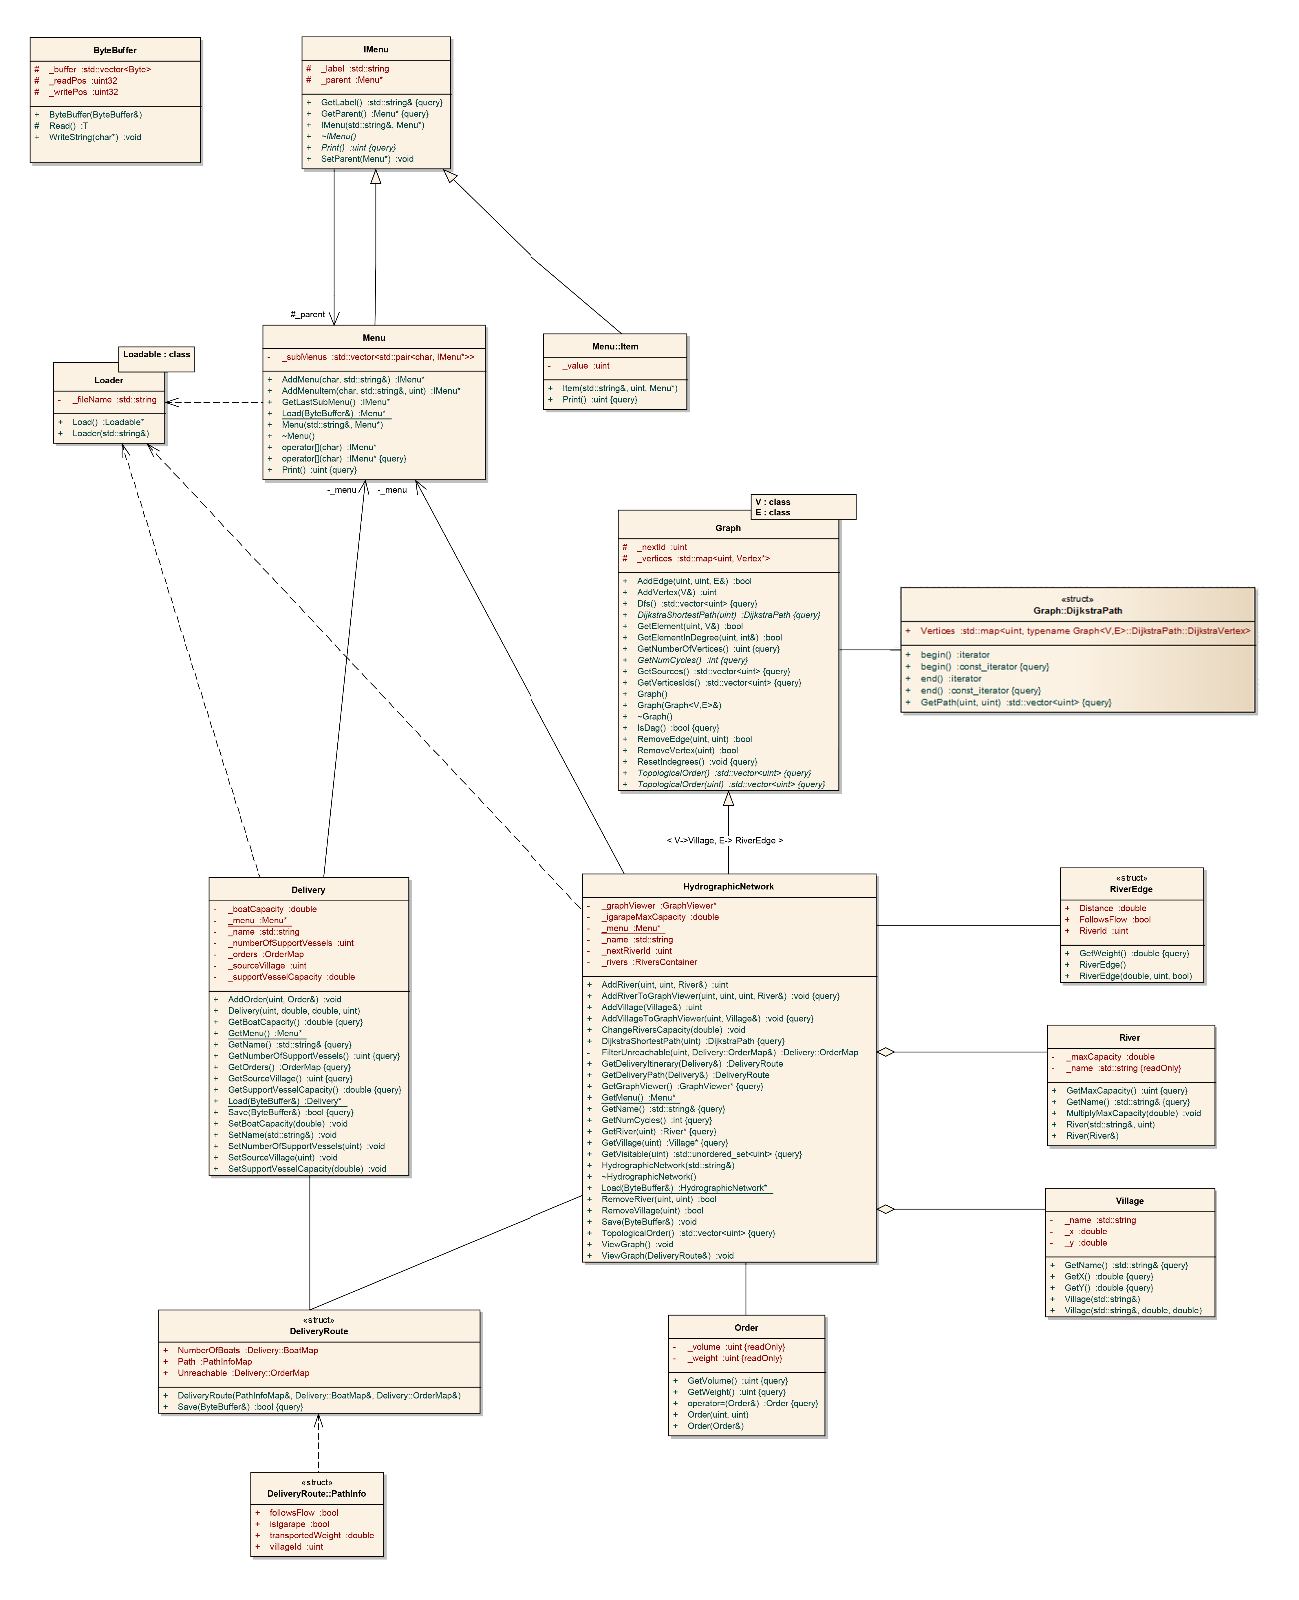 ByteBuffer
# _buffer :std::vector<Byte>
# _readPos :uint32
# _writePos :uint32
+ ByteBuffer(ByteBuffer&)
# Read() :T
+ WriteString(char*) :void
IMenu
# _label :std::string
# _parent :Menu*
+ GetLabel() :std::string& {query}
+ GetParent() :Menu* {query}
+ IMenu(std::string&, Menu*)
+ ~IMenu()
+ Print() :uint {query}
+ SetParent(Menu*) :void
#_parent
Menu
- _subMenus :std::vector<std::pair<char, IMenu*>>
+ AddMenu(char, std::string&) :IMenu*
+ AddMenuItem(char, std::string&, uint) :IMenu*
+ GetLastSubMenu() :IMenu*
+ Load(ByteBuffer&) :Menu*
+ Menu(std::string&, Menu*)
+ ~Menu()
+ operator[](char) :IMenu*
+ operator[](char) :IMenu* {query}
+ Print() :uint {query}
Menu::Item
- _value :uint
+ Item(std::string&, uint, Menu*)
+ Print() :uint {query}
Loadable : class
Loader
- _fileName :std::string
+ Load() :Loadable*
+ Loader(std::string&)
-_menu
-_menu
V : class
E : class
Graph
# _nextId :uint
# _vertices :std::map<uint, Vertex*>
+ AddEdge(uint, uint, E&) :bool
+ AddVertex(V&) :uint
+ Dfs() :std::vector<uint> {query}
+ DijkstraShortestPath(uint) :DijkstraPath {query}
+ GetElement(uint, V&) :bool
+ GetElementInDegree(uint, int&) :bool
+ GetNumberOfVertices() :uint {query}
+ GetNumCycles() :int {query}
+ GetSources() :std::vector<uint> {query}
+ GetVerticesIds() :std::vector<uint> {query}
+ Graph()
+ Graph(Graph<V,E>&)
+ ~Graph()
+ IsDag() :bool {query}
+ RemoveEdge(uint, uint) :bool
+ RemoveVertex(uint) :bool
+ ResetIndegrees() :void {query}
+ TopologicalOrder() :std::vector<uint> {query}
+ TopologicalOrder(uint) :std::vector<uint> {query}
«struct»
Graph::DijkstraPath
+ Vertices :std::map<uint, typename Graph<V,E>::DijkstraPath::DijkstraVertex>
+ begin() :iterator
+ begin() :const_iterator {query}
+ end() :iterator
+ end() :const_iterator {query}
+ GetPath(uint, uint) :std::vector<uint> {query}
< V->Village, E-> RiverEdge >
Delivery
- _boatCapacity :double
- _menu :Menu*
- _name :std::string
- _numberOfSupportVessels :uint
- _orders :OrderMap
- _sourceVillage :uint
- _supportVesselCapacity :double
+ AddOrder(uint, Order&) :void
+ Delivery(uint, double, double, uint)
+ GetBoatCapacity() :double {query}
+ GetMenu() :Menu*
+ GetName() :std::string& {query}
+ GetNumberOfSupportVessels() :uint {query}
+ GetOrders() :OrderMap {query}
+ GetSourceVillage() :uint {query}
+ GetSupportVesselCapacity() :double {query}
+ Load(ByteBuffer&) :Delivery*
+ Save(ByteBuffer&) :bool {query}
+ SetBoatCapacity(double) :void
+ SetName(std::string&) :void
+ SetNumberOfSupportVessels(uint) :void
+ SetSourceVillage(uint) :void
+ SetSupportVesselCapacity(double) :void
HydrographicNetwork
- _graphViewer :GraphViewer*
- _igarapeMaxCapacity :double
- _menu :Menu*
- _name :std::string
- _nextRiverId :uint
- _rivers :RiversContainer
+ AddRiver(uint, uint, River&) :uint
+ AddRiverToGraphViewer(uint, uint, uint, River&) :void {query}
+ AddVillage(Village&) :uint
+ AddVillageToGraphViewer(uint, Village&) :void {query}
+ ChangeRiversCapacity(double) :void
+ DijkstraShortestPath(uint) :DijkstraPath {query}
- FilterUnreachable(uint, Delivery::OrderMap&) :Delivery::OrderMap
+ GetDeliveryItinerary(Delivery&) :DeliveryRoute
+ GetDeliveryPath(Delivery&) :DeliveryRoute
+ GetGraphViewer() :GraphViewer* {query}
+ GetMenu() :Menu*
+ GetName() :std::string& {query}
+ GetNumCycles() :int {query}
+ GetRiver(uint) :River* {query}
+ GetVillage(uint) :Village* {query}
+ GetVisitable(uint) :std::unordered_set<uint> {query}
+ HydrographicNetwork(std::string&)
+ ~HydrographicNetwork()
+ Load(ByteBuffer&) :HydrographicNetwork*
+ RemoveRiver(uint, uint) :bool
+ RemoveVillage(uint) :bool
+ Save(ByteBuffer&) :void
+ TopologicalOrder() :std::vector<uint> {query}
+ ViewGraph() :void
+ ViewGraph(DeliveryRoute&) :void
«struct»
RiverEdge
+ Distance :double
+ FollowsFlow :bool
+ RiverId :uint
+ GetWeight() :double {query}
+ RiverEdge()
+ RiverEdge(double, uint, bool)
River
- _maxCapacity :double
- _name :std::string {readOnly}
+ GetMaxCapacity() :uint {query}
+ GetName() :std::string& {query}
+ MultiplyMaxCapacity(double) :void
+ River(std::string&, uint)
+ River(River&)
Village
- _name :std::string
- _x :double
- _y :double
+ GetName() :std::string& {query}
+ GetX() :double {query}
+ GetY() :double {query}
+ Village(std::string&)
+ Village(std::string&, double, double)
«struct»
DeliveryRoute
+ NumberOfBoats :Delivery::BoatMap
+ Path :PathInfoMap
+ Unreachable :Delivery::OrderMap
+ DeliveryRoute(PathInfoMap&, Delivery::BoatMap&, Delivery::OrderMap&)
+ Save(ByteBuffer&) :bool {query}
Order
- _volume :uint {readOnly}
- _weight :uint {readOnly}
+ GetVolume() :uint {query}
+ GetWeight() :uint {query}
+ operator=(Order&) :Order {query}
+ Order(uint, uint)
+ Order(Order&)
«struct»
DeliveryRoute::PathInfo
+ followsFlow :bool
+ isIgarape :bool
+ transportedWeight :double
+ villageId :uint